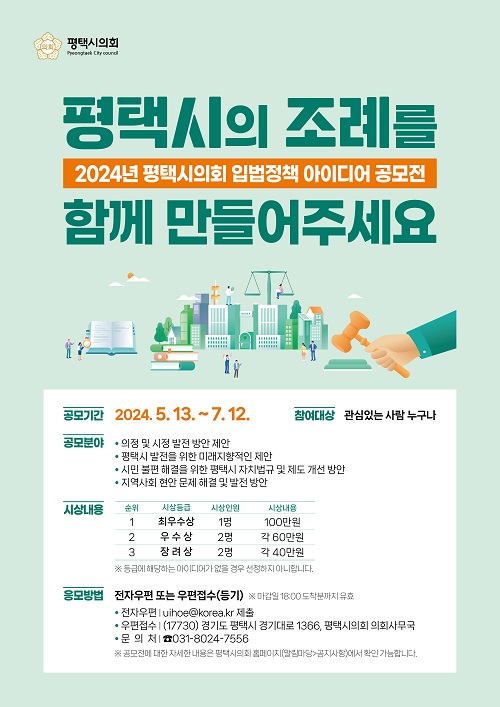 의회
평택시의회
Pyeongtaek City council
평택시의 조례를
2024년 평택시의회 입법정책 아이디어 공모전
함께 만들어주세요
공모기간 2024. 5. 13. ~ 7. 12. 참여대상 관심있는 사람 누구나
공모분야 • 의정 및 시정 발전 방안 제안
• 평택시 발전을 위한 미래지향적인 제안
• 시민 불편 해결을 위한 평택시 자치법규 및 제도 개선 방안
• 지역사회 현안 문제 해결 및 발전 방안
시상내용 순위 시상등급 시상인원 시상내용
1 최우수상 1명 100만원
2 우 수 상 2명 각 60만원
3 장 려 상 2명 각 40만원
※ 등급에 해당하는 아이디어가 없을 경우 선정하지 아니합니다.
응모방법 전자우편 또는 우편접수(등기) ※ 마감일 18:00 도착분까지 유효
• 전자우편 | uihoe@korea.kr 제출
• 우편접수 | (17730) 경기도 평택시 경기대로 1366, 평택시의회 의회사무국
• 문 의 처 | ☎031-8024-7556
※ 공모전에 대한 자세한 내용은 평택시의회 홈페이지(알림마당>공지사항)에서 확인 가능합니다.